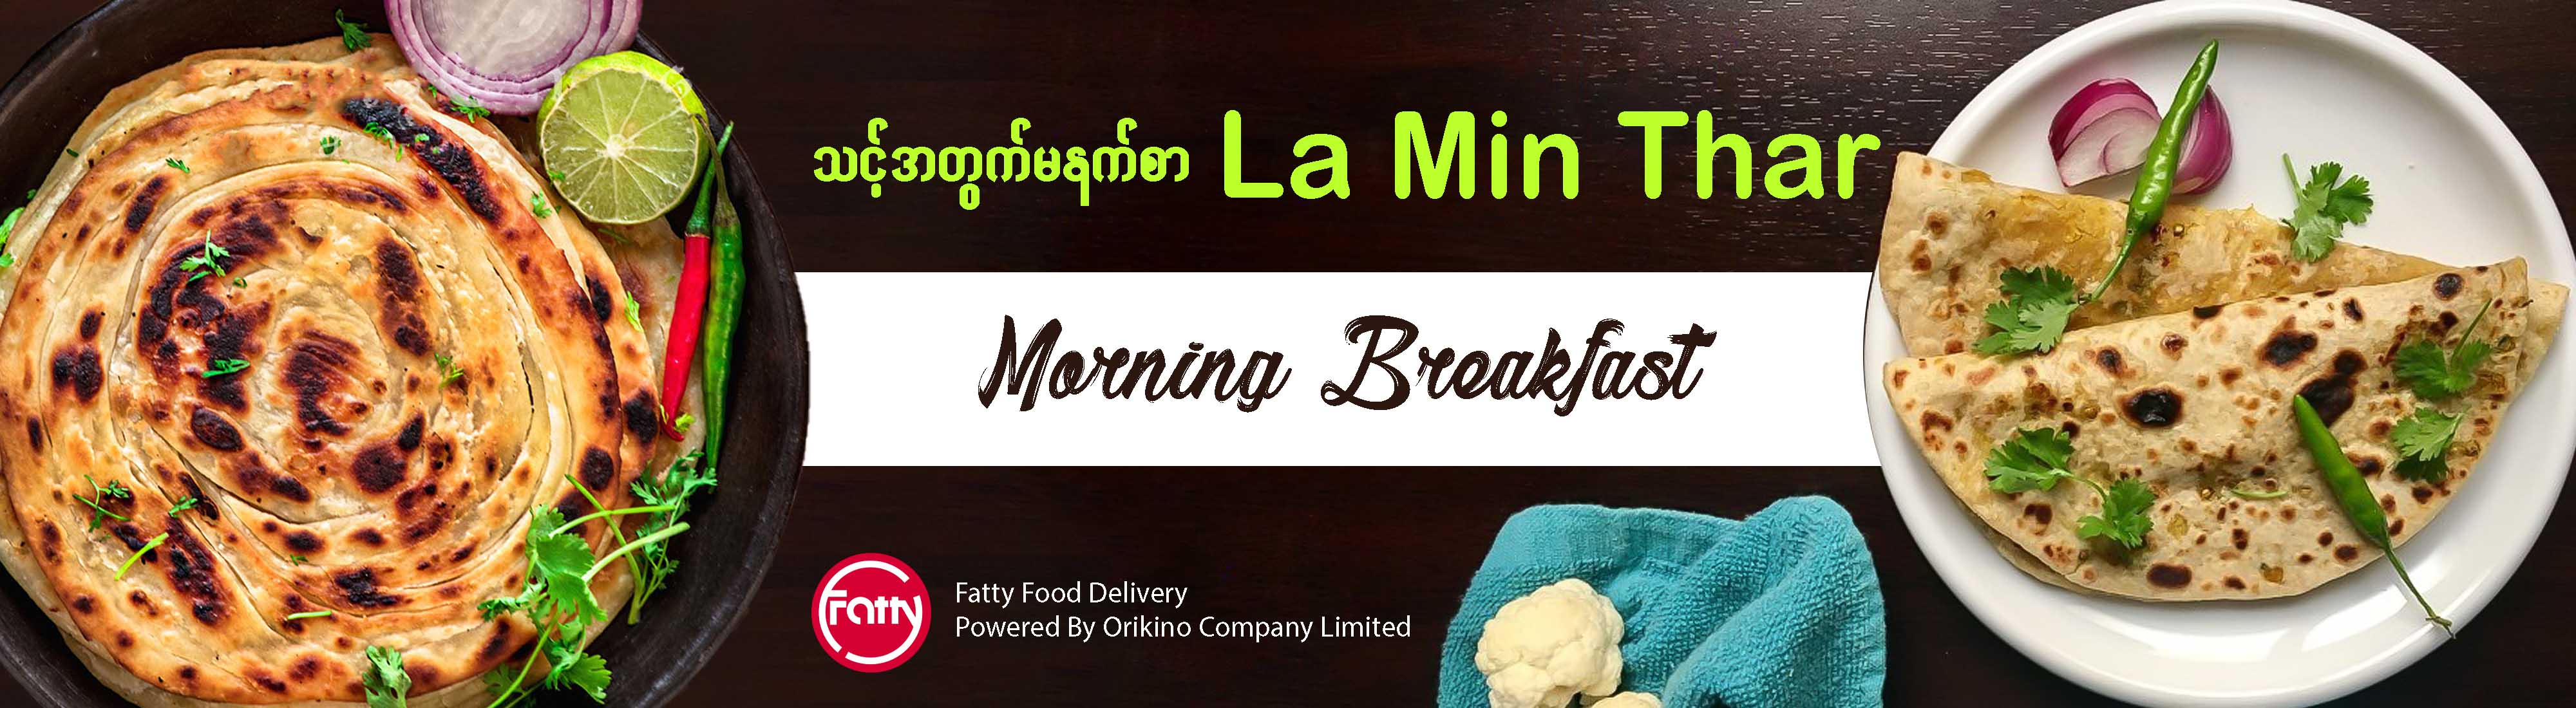 သင့်အတွက်မနက်စာ La Min Thar
Morning Breakfast
Fatty
Fatty Food Delivery
Powered By Orikino Company Limited